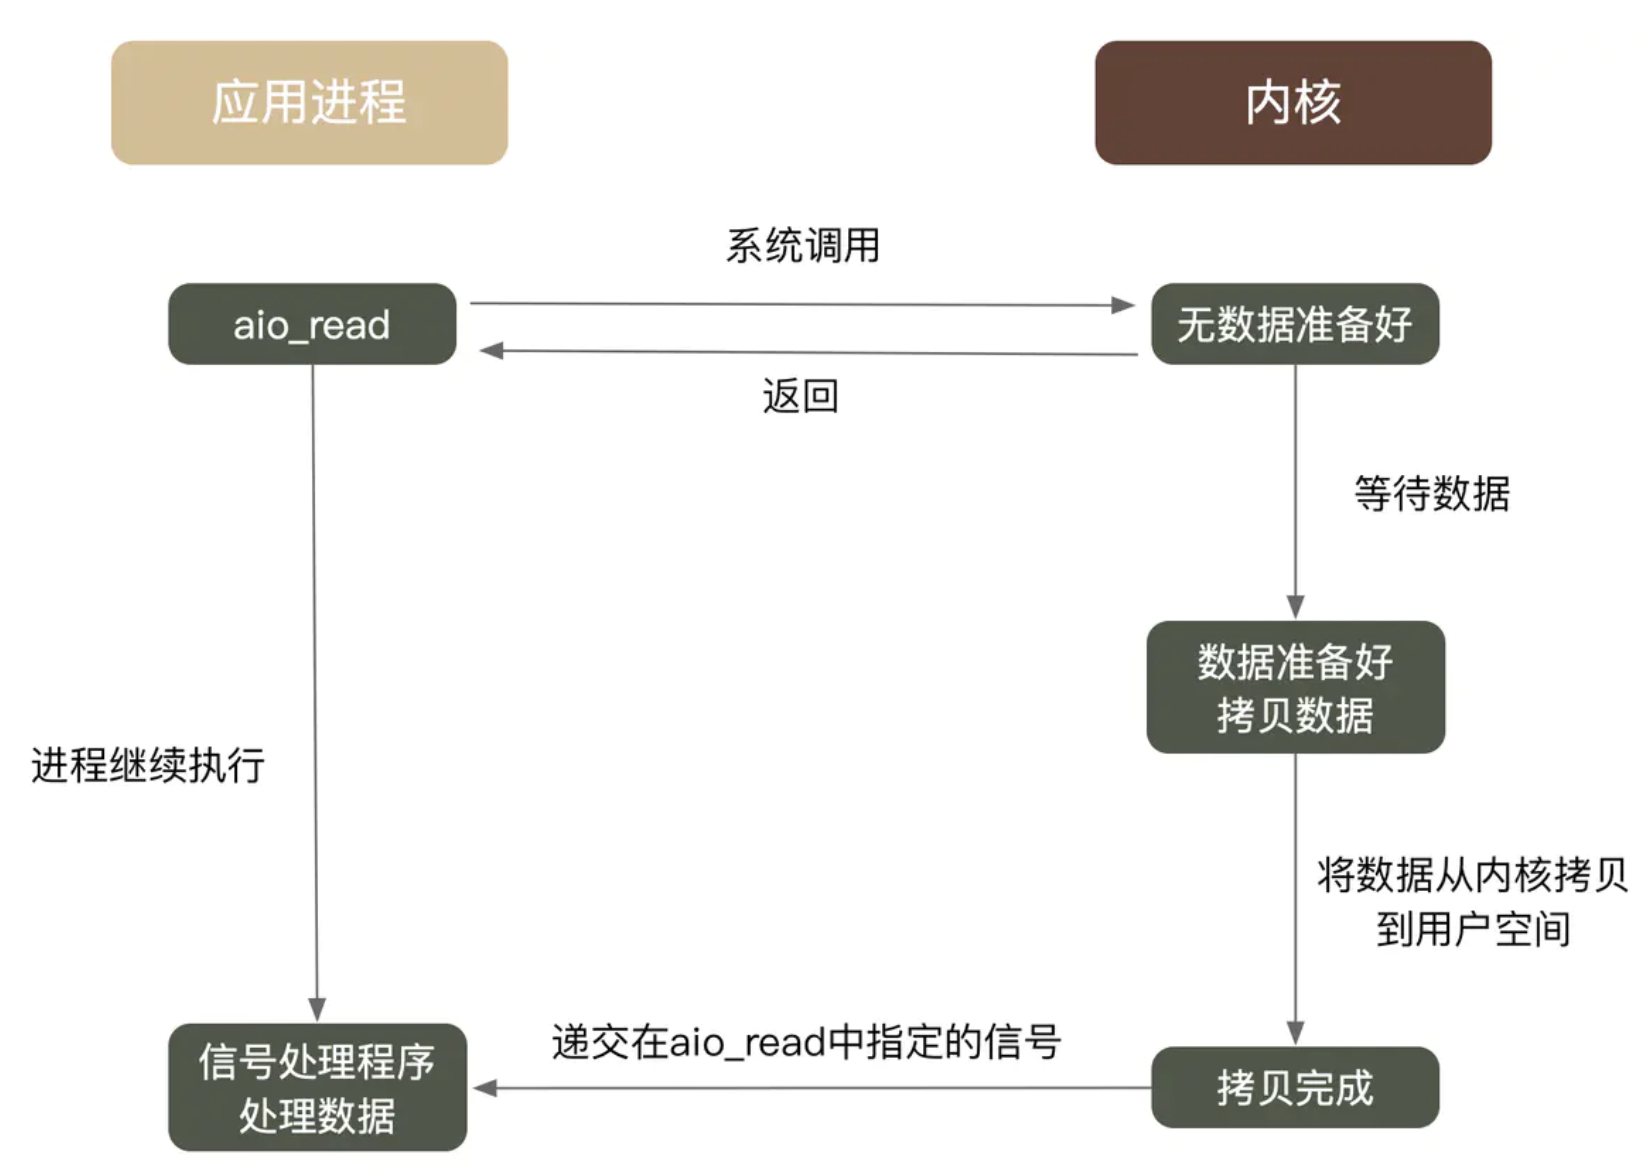 应用进程
内核
系统调用
aio_read
无数据准备好
返回
等待数据
数据准备好
拷贝数据
进程继续执行
将数据从内核拷贝
到用户空间
递交在aio_read中指定的信号
信号处理程序
处理数据
拷贝完成